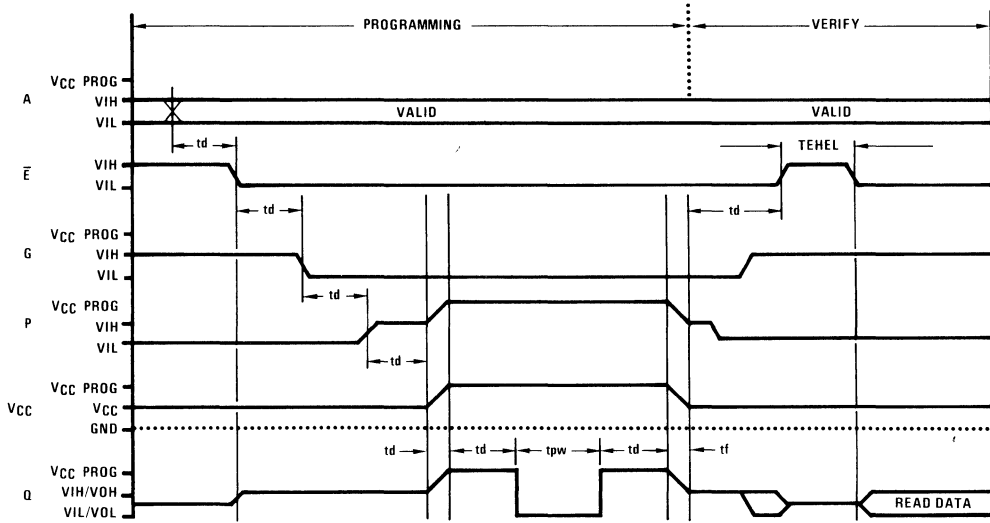 PROGRAMMING VERIFY
VCC PROG
A VIH
VIL VALID VALID
td TEHEL
E VIH
VIL
td td
VCC PROG
G VIH
VIL
td
VCC PROG
P VIH
VIL
td
VCC PROG
VCC VCC
GND
td td tpw td tf
VCC PROG
Q VIH/VOH
VIL/VOL READ DATA